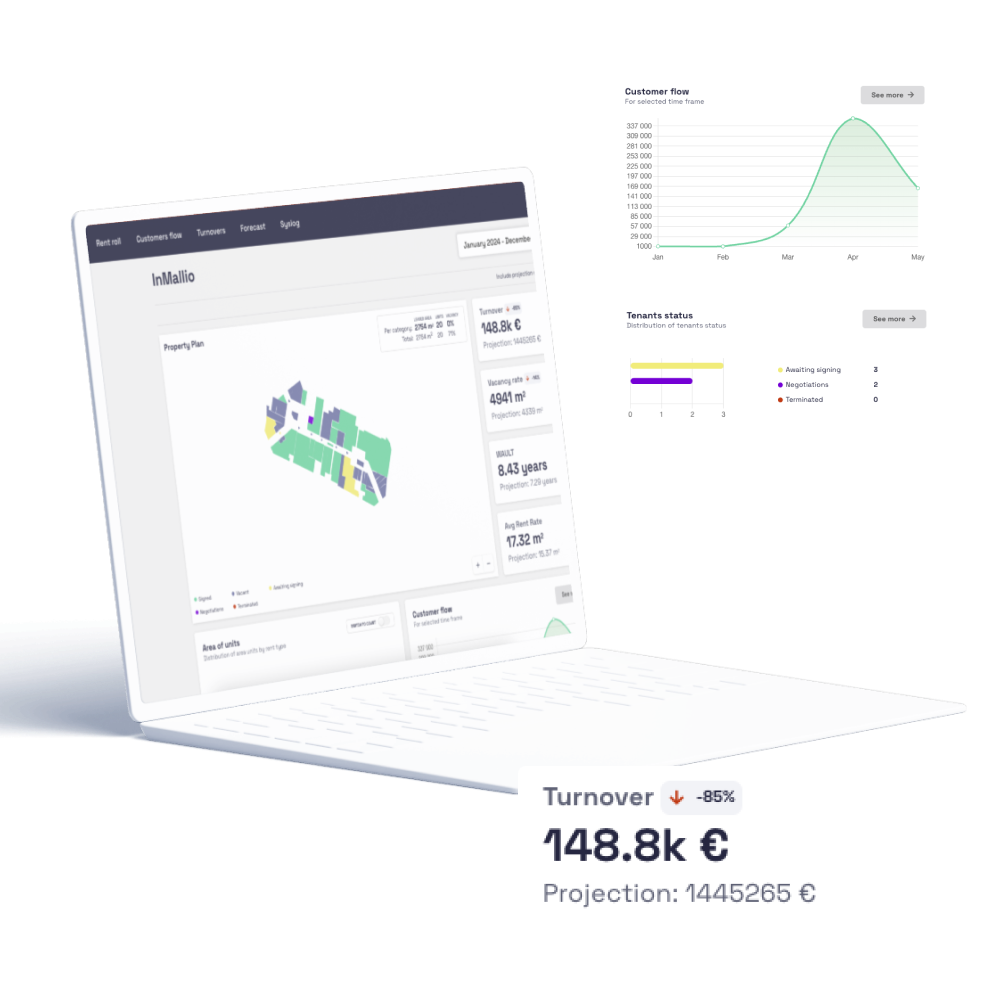 Customer flow
For selected time frame
See more →
337 000
309 000
281 000
253 000
225 000
197 000
169 000
141 000
113 000
85 000
57 000
29 000
1000
Jan Feb Mar Apr May
Tenants status
Distribution of tenants status
See more →
Awaiting signing 3
Negotiations 2
Terminated 0
0 1 2 3
Rent roll Customers flow Turnovers Forecast Syslog
InMallio
January 2024 - Decembe
Include projection
Property Plan
Per category: 2754 m² 20 0%
Total: 2754 m² 20 71%
Turnover
148.8k €
Projection: 1445265 €
Vacancy rate
4941 m²
Projection: 4939 m²
WAULT
8.43 years
Projection: 7.29 years
Avg Rent Rate
17.32 m²
Projection: 15.37 m²
+ -
Signed Vacant Awaiting signing
Negotiations Terminated
Area of units
Distribution of area units by rent types
Customer flow
For selected time frame
See
337 000
Turnover ↓ -85%
148.8k €
Projection: 1445265 €